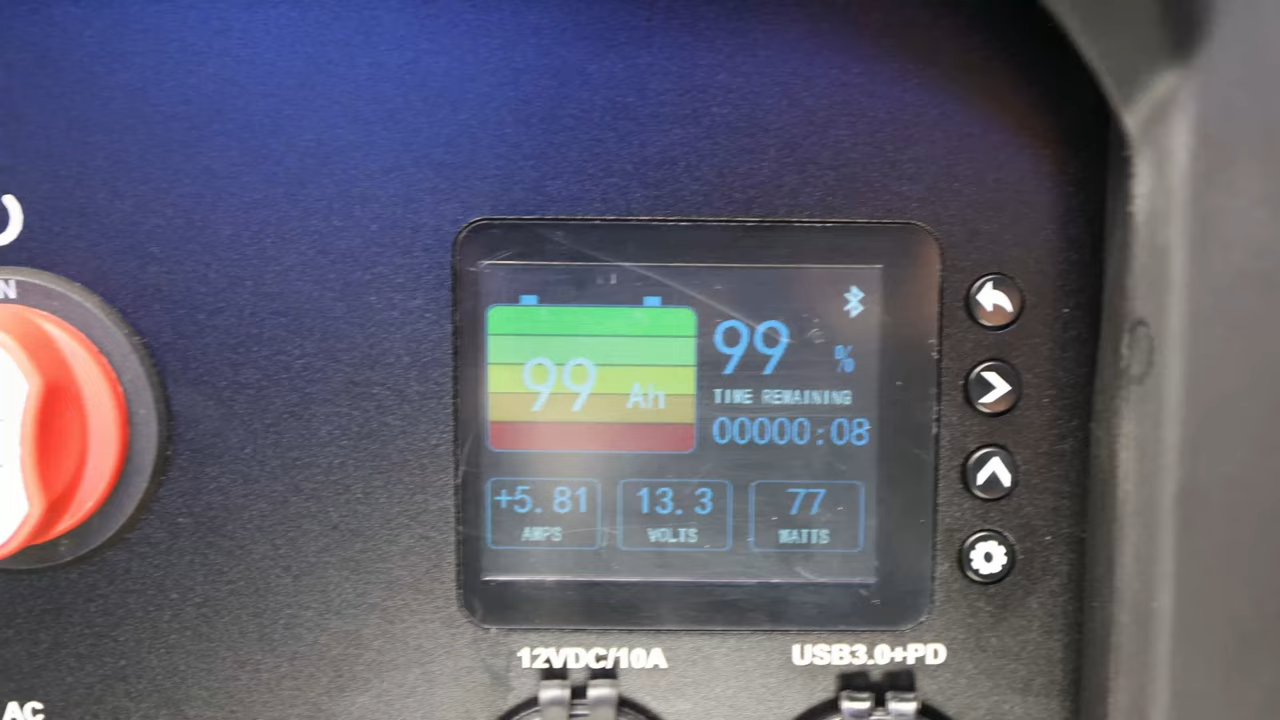 N
99 %
99 Ah
TIME REMAINING
00000:08
+5.81 13.3 77
AMPS VOLTS WATTS
12VDC/10A USB3.0+PD
AC